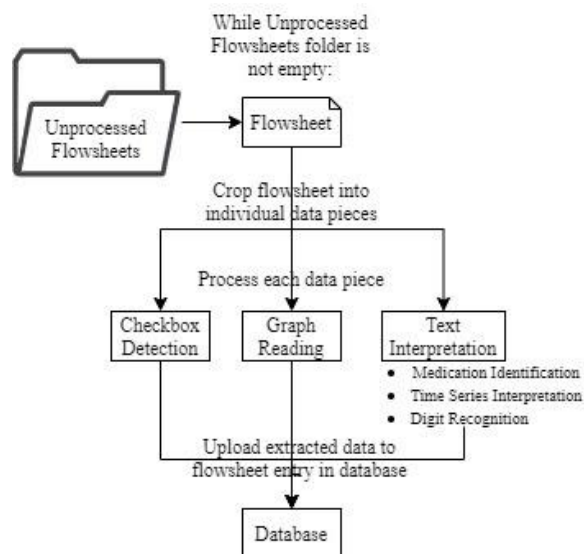 While Unprocessed
Flowsheets folder is
not empty:
Unprocessed
Flowsheets
Flowsheet
Crop flowsheet into
individual data pieces
Process each data piece
Checkbox
Detection
Graph
Reading
Text
Interpretation
• Medication Identification
• Time Series Interpretation
• Digit Recognition
Upload extracted data to
flowsheet entry in database
Database